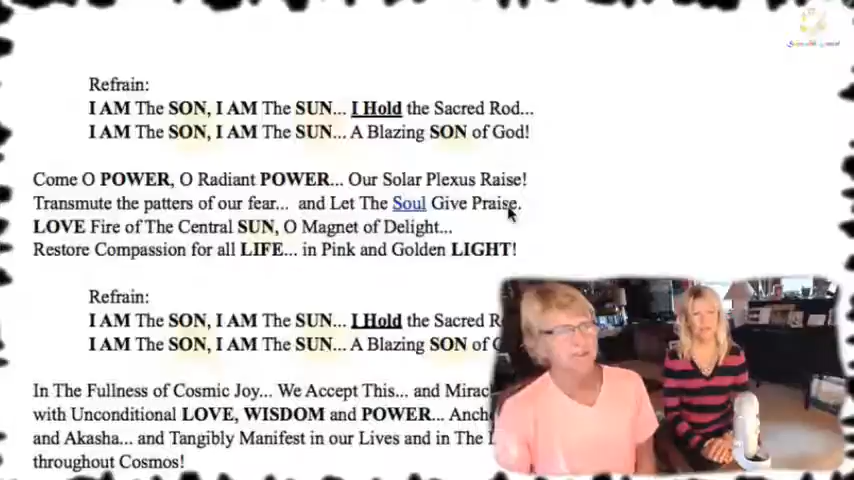 Refrain:
I AM The SON, I AM The SUN... I Hold the Sacred Rod...
I AM The SON, I AM The SUN... A Blazing SON of God!
Come O POWER, O Radiant POWER... Our Solar Plexus Raise!
Transmute the patters of our fear... and Let The Soul Give Praise.
LOVE Fire of The Central SUN, O Magnet of Delight...
Restore Compassion for all LIFE... in Pink and Golden LIGHT!
Refrain:
I AM The SON, I AM The SUN... I Hold the Sacred
I AM The SON, I AM The SUN... A Blazing SON of
In The Fullness of Cosmic Joy... We Accept This... and
with Unconditional LOVE, WISDOM and POWER...
and Akasha... and Tangibly Manifest in our Lives and in The
throughout Cosmos!